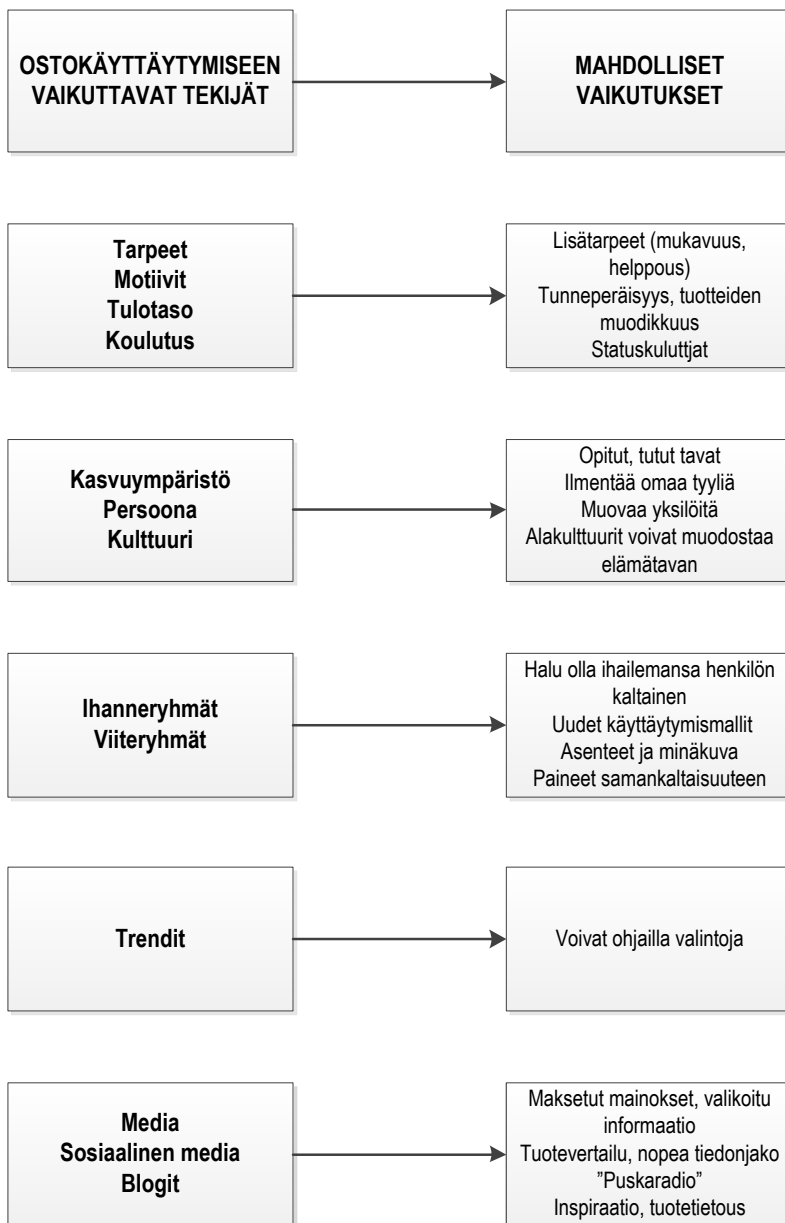 OSTOKÄYTTÄYTYMISEEN
VAIKUTTAVAT TEKIJÄT
MAHDOLLISET
VAIKUTUKSET
Tarpeet
Motiivit
Tulotaso
Koulutus
Lisätarpeet (mukavuus,
helppous)
Tunneperäisyys, tuotteiden
muodikkuus
Statuskuluttjat
Kasvuympäristö
Persoona
Kulttuuri
Opitut, tutut tavat
Ilmentää omaa tyyliä
Muovaa yksilöitä
Alakulttuurit voivat muodostaa
elämätavan
Ihanneryhmät
Viiteryhmät
Halu olla ihailemansa henkilön
kaltainen
Uudet käyttäytymismallit
Asenteet ja minäkuva
Paineet samankaltaisuuteen
Trendit
Voivat ohjailla valintoja
Media
Sosiaalinen media
Blogit
Maksetut mainokset, valikoitu
informaatio
Tuotevertailu, nopea tiedonjako
”Puskaradio”
Inspiraatio, tuotetietous